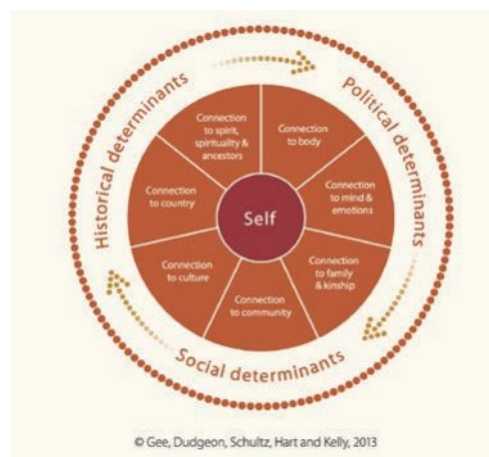 Historical determinants
Political determinants
Connection
to spirit,
spirituality &
ancestors
Connection
to body
Connection
to country
Self
Connection
to mind &
emotions
Connection
to culture
Connection
to family
& kinship
Connection
to community
Social determinants
© Gee, Dudgeon, Schultz, Hart and Kelly, 2013